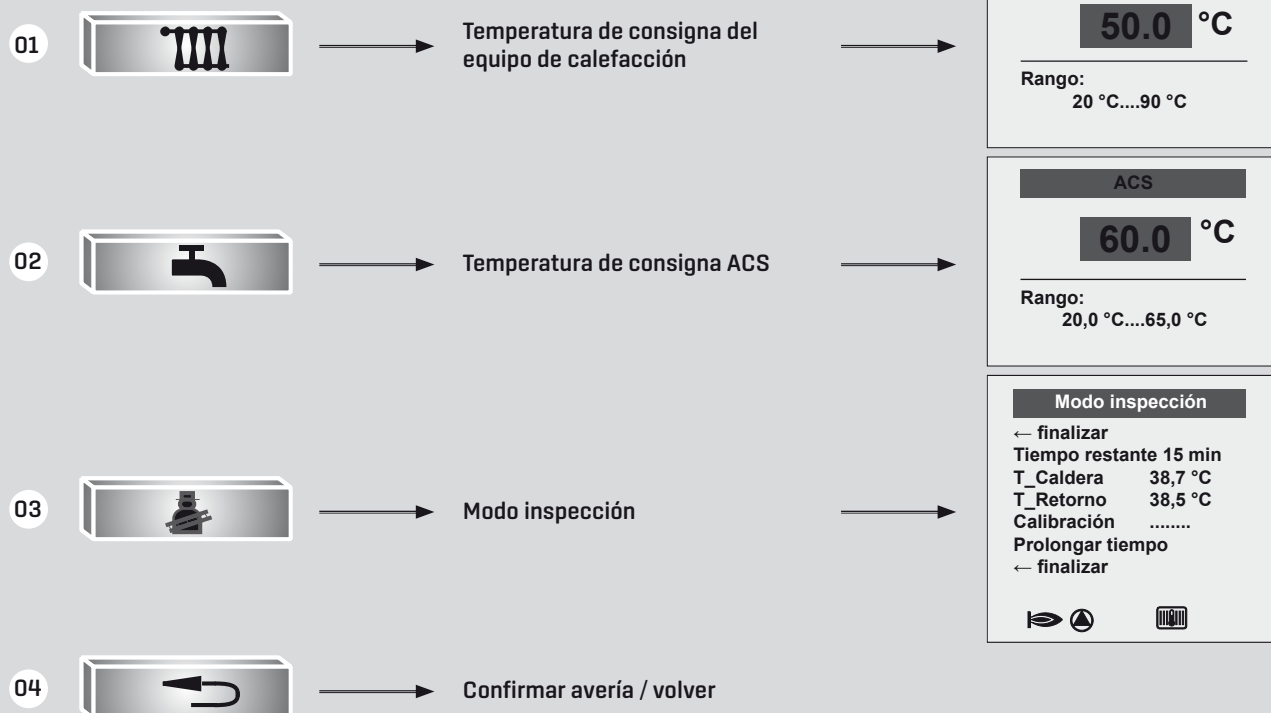 01
Temperatura de consigna del
equipo de calefacción
50.0 °C
Rango:
20 °C....90 °C
02
Temperatura de consigna ACS
ACS
60.0 °C
Rango:
20,0 °C....65,0 °C
03
Modo inspección
Modo inspección
← finalizar
Tiempo restante 15 min
T_Caldera 38,7 °C
T_Retorno 38,5 °C
Calibración ........
Prolongar tiempo
← finalizar
04
Confirmar avería / volver